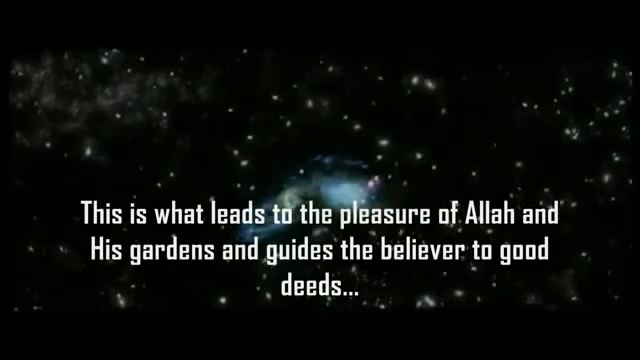 This is what leads to the pleasure of Allah and
His gardens and guides the believer to good
deeds...